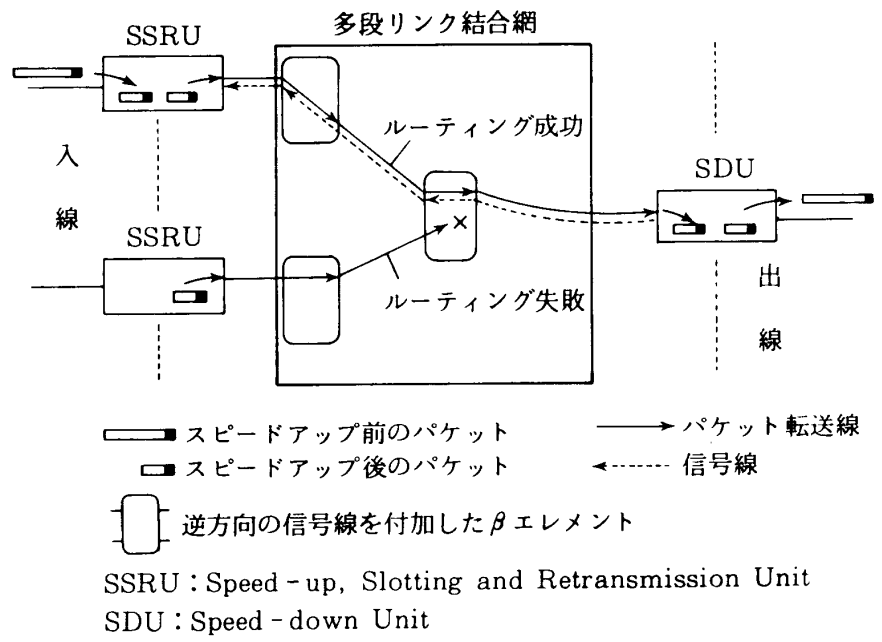 多段リンク結合網
SSRU
ルーティング成功
入線
SDU
SSRU
ルーティング失敗
出線
スピードアップ前のパケット
パケット転送線
スピードアップ後のパケット
信号線
逆方向の信号線を付加したβエレメント
SSRU：Speed-up, Slotting and Retransmission Unit
SDU：Speed-down Unit